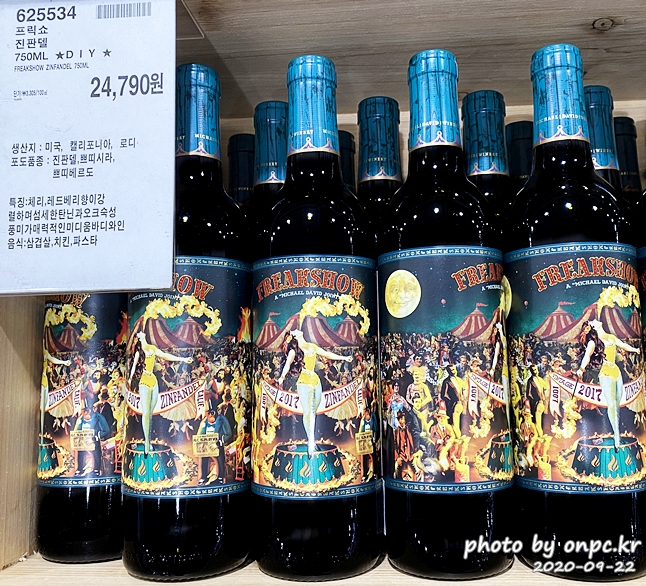 625534
프릭쇼
진판델
750ML ★D I Y ★
FREAKSHOW ZINFANDEL 750ML
24,790원
생산지 : 미국, 캘리포니아, 로디
포도품종 : 진판델,쁘띠시라,
쁘띠베르도
특징:체리,레드베리향이강
렬하며섬세한탄닌과오크숙성
풍미가매력적인미디움바디와인
음식:삼겹살,치킨,파스타
FREAKSHOW
A "MICHAEL DAVID JOINT"
LODI 2017 ZINFANDEL
FREAKSHOW
FREAKSHOW
LODI 2017
photo by onpc.kr
2020-09-22